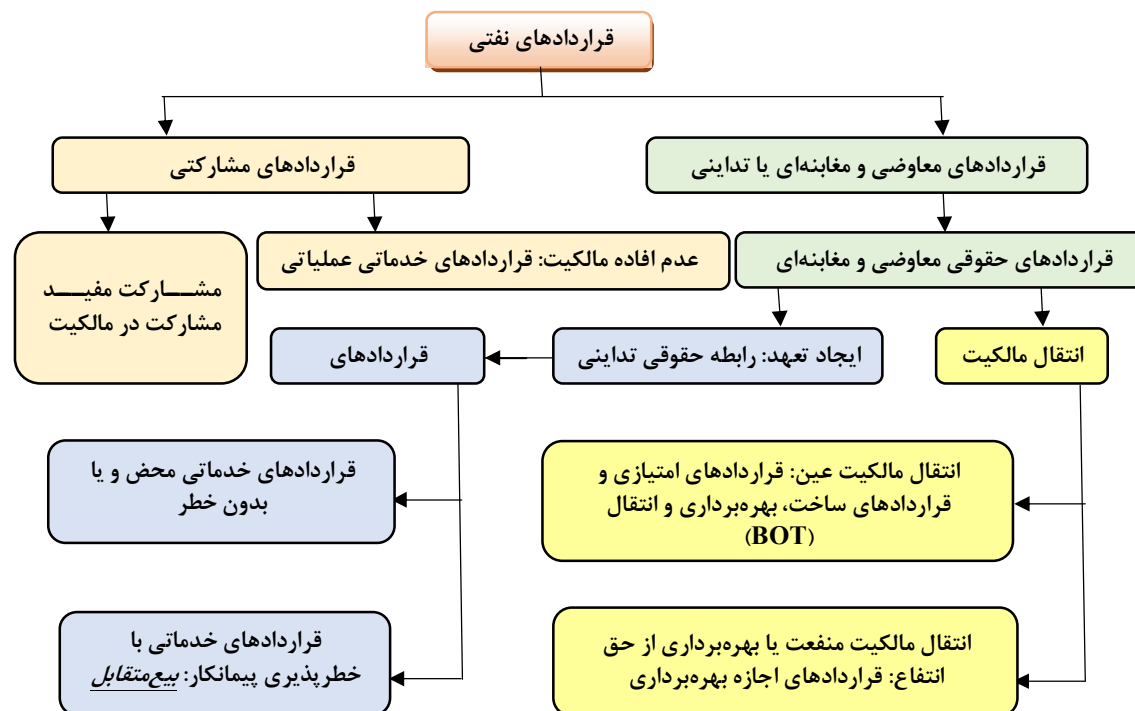 قراردادهای نفتی
قراردادهای معاوضی و مغابنه‌ای یا تداینی
قراردادهای مشارکتی
قراردادهای حقوقی معاوضی و مغابنه‌ای
عدم افاده مالکیت: قراردادهای خدماتی عملیاتی
مشـــارکت مفیـــد
مشارکت در مالکیت
انتقال مالکیت
ایجاد تعهد: رابطه حقوقی تداینی
قراردادهای
انتقال مالکیت عین: قراردادهای امتیازی و
قراردادهای ساخت، بهره‌برداری و انتقال
(BOT)
قراردادهای خدماتی محض و یا
بدون خطر
انتقال مالکیت منفعت یا بهره‌برداری از حق
انتفاع: قراردادهای اجازه بهره‌برداری
قراردادهای خدماتی با
خطرپذیری پیمانکار: بیع‌متقابل